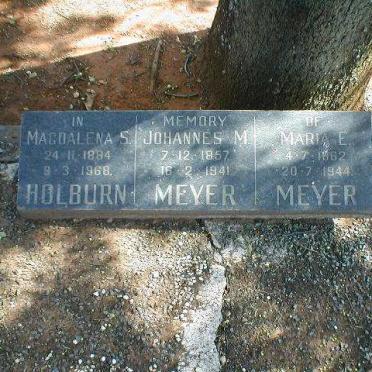 IN MEMORY OF
MAGDALENA S. JOHANNES M. MARIA E.
24·11·1894 7·12·1857 4·7·1862
9·3·1968. 16·2·1941 20·7·1944
HOLBURN MEYER MEYER